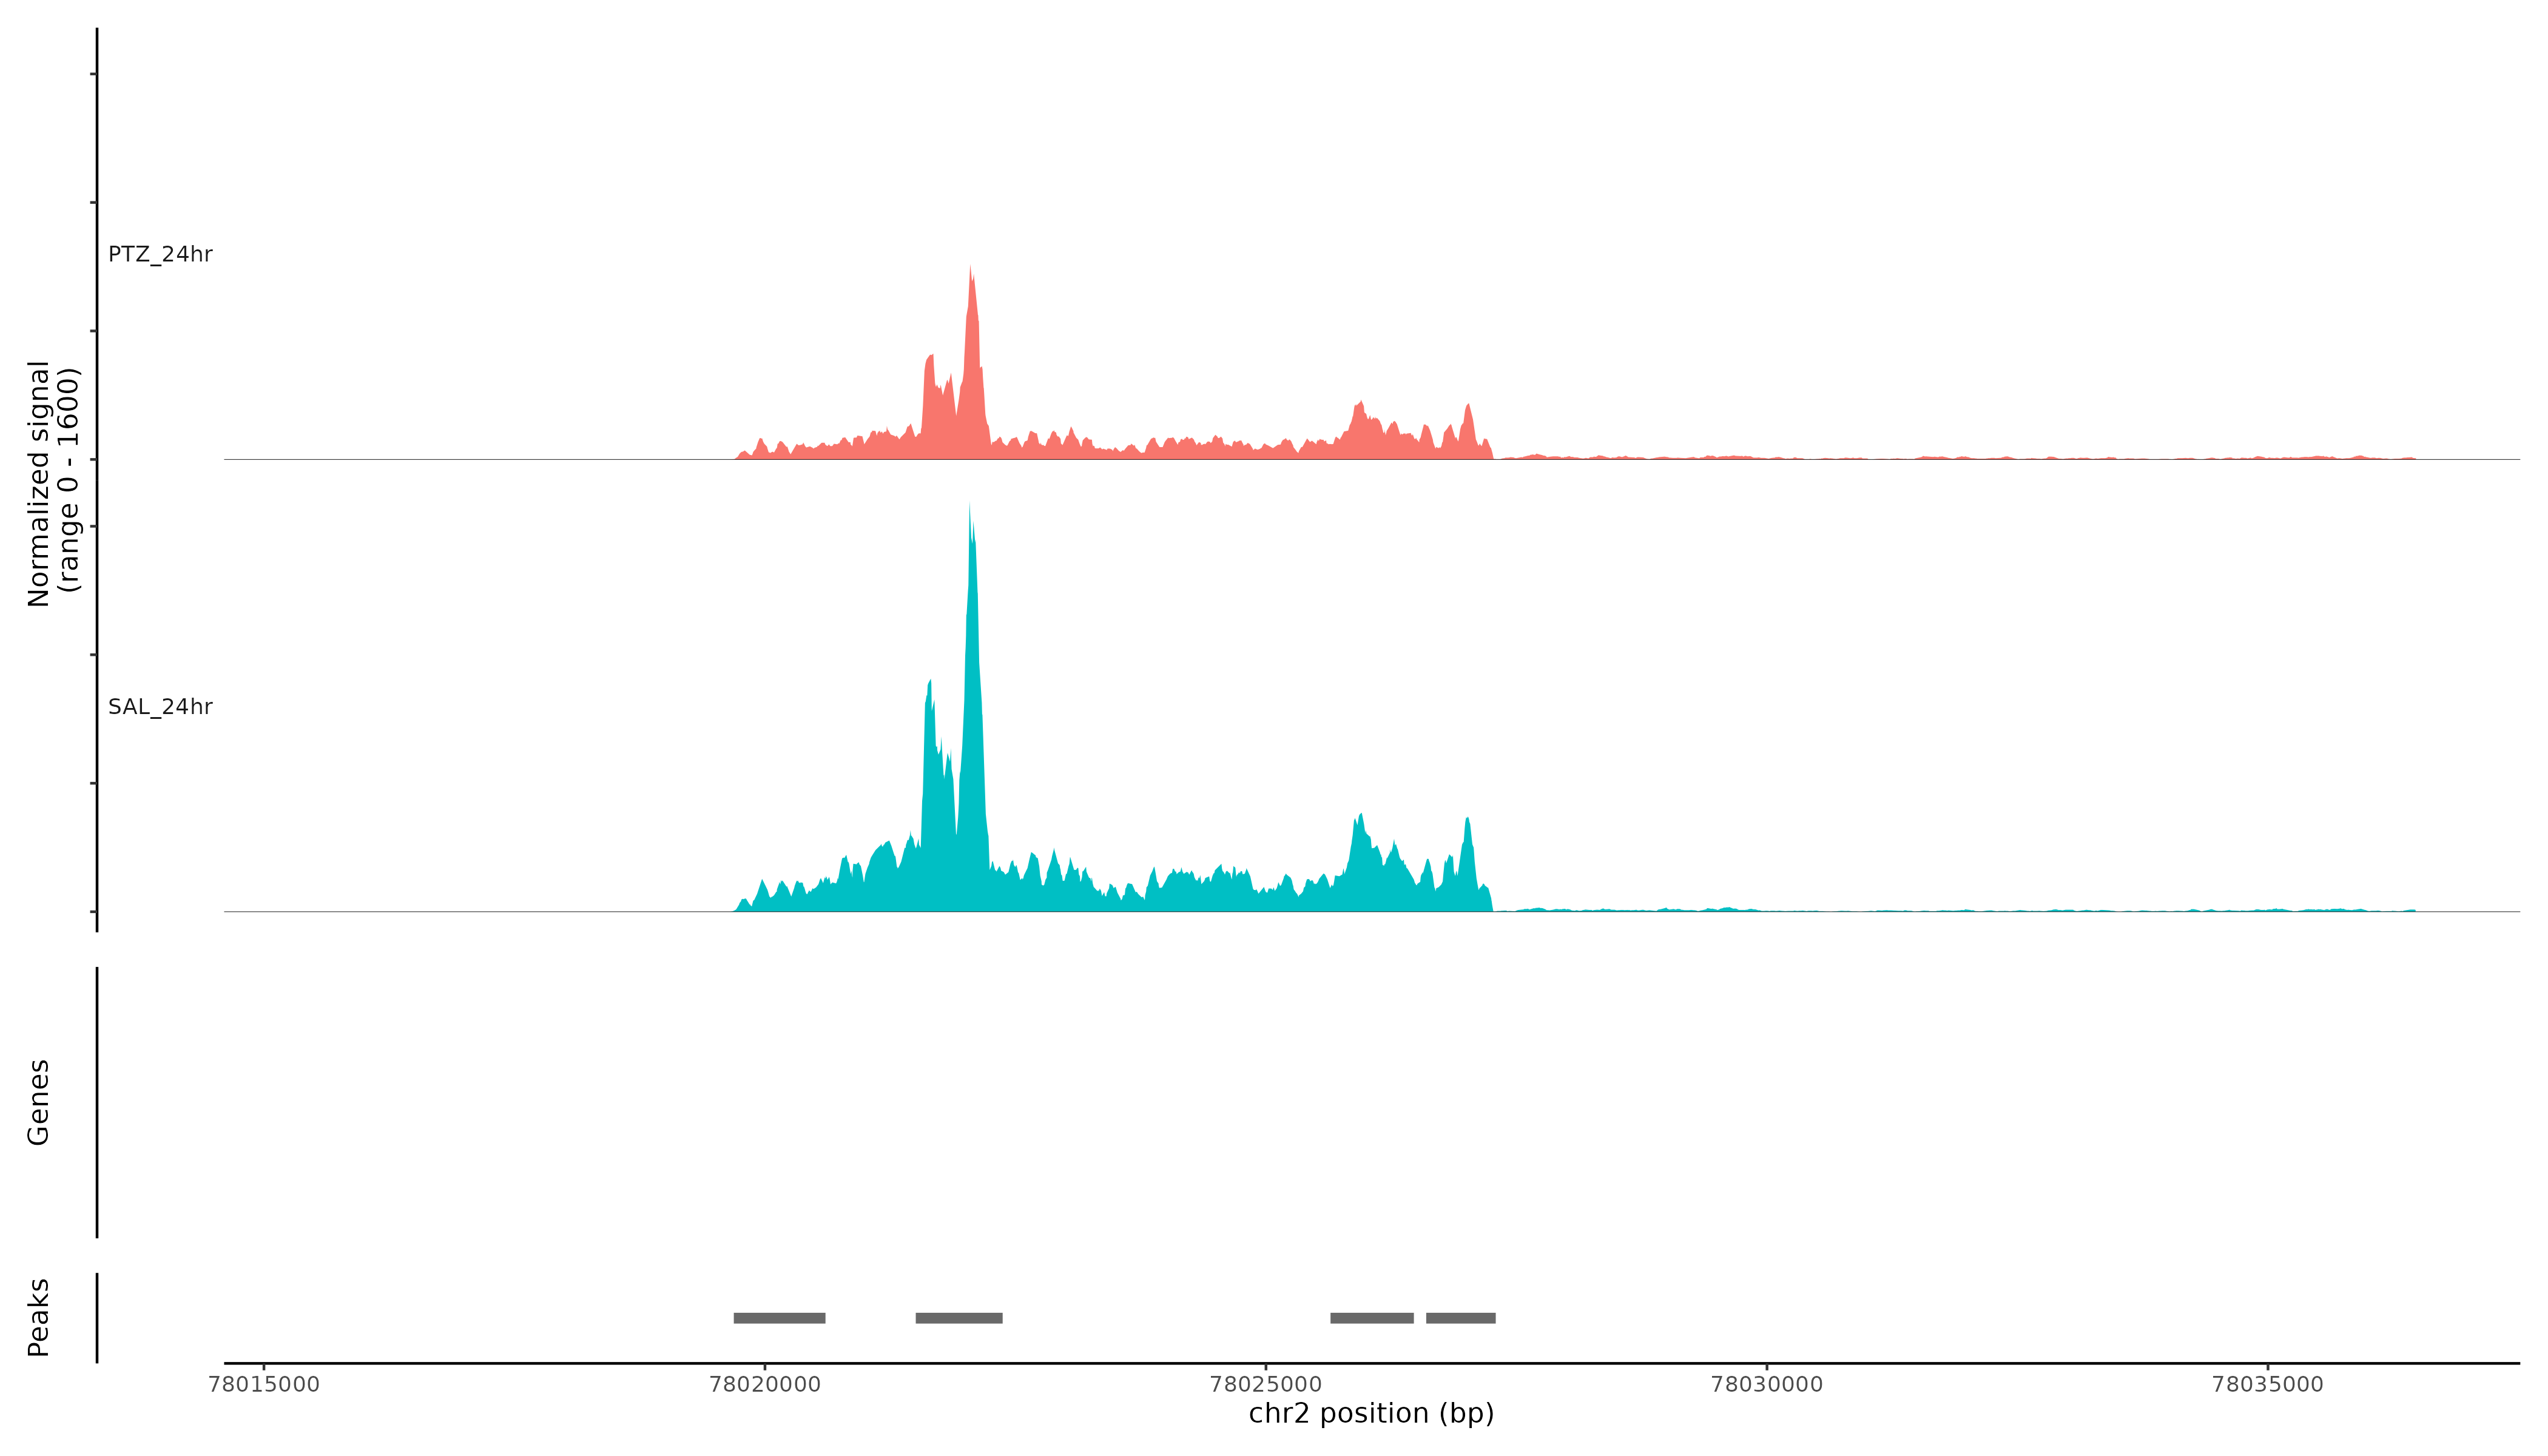 Normalized signal
(range 0 - 1600)
PTZ_24hr
SAL_24hr
Genes
Peaks
78015000 78020000 78025000 78030000 78035000
chr2 position (bp)